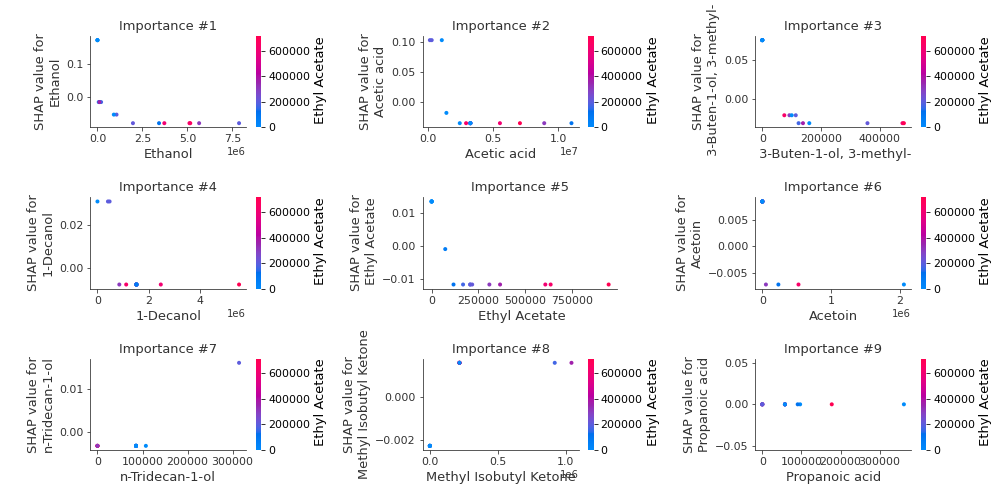 Importance #1
SHAP value for
Ethanol
0.1
0.0
0.0
2.5
5.0
7.5
1e6
Ethanol
600000
400000
200000
0
Ethyl Acetate
Importance #2
SHAP value for
Acetic acid
0.10
0.05
0.00
0.0
0.5
1.0
1e7
Acetic acid
600000
400000
200000
0
Ethyl Acetate
Importance #3
SHAP value for
3-Buten-1-ol, 3-methyl-
0.05
0.00
0
200000
400000
3-Buten-1-ol, 3-methyl-
600000
400000
200000
0
Ethyl Acetate
Importance #4
SHAP value for
1-Decanol
0.02
0.00
0
2
4
1e6
1-Decanol
600000
400000
200000
0
Ethyl Acetate
Importance #5
SHAP value for
Ethyl Acetate
0.01
0.00
−0.01
0
250000
500000
750000
Ethyl Acetate
Importance #6
SHAP value for
Acetoin
0.005
0.000
−0.005
0
1
2
1e6
Acetoin
600000
400000
200000
0
Ethyl Acetate
Importance #7
SHAP value for
n-Tridecan-1-ol
0.01
0.00
0
100000
200000
300000
n-Tridecan-1-ol
600000
400000
200000
0
Ethyl Acetate
Importance #8
SHAP value for
Methyl Isobutyl Ketone
0.000
−0.002
0.0
0.5
1.0
1e6
Methyl Isobutyl Ketone
600000
400000
200000
0
Ethyl Acetate
Importance #9
SHAP value for
Propanoic acid
0.05
0.00
−0.05
0
100000
200000
300000
Propanoic acid
600000
400000
200000
0
Ethyl Acetate